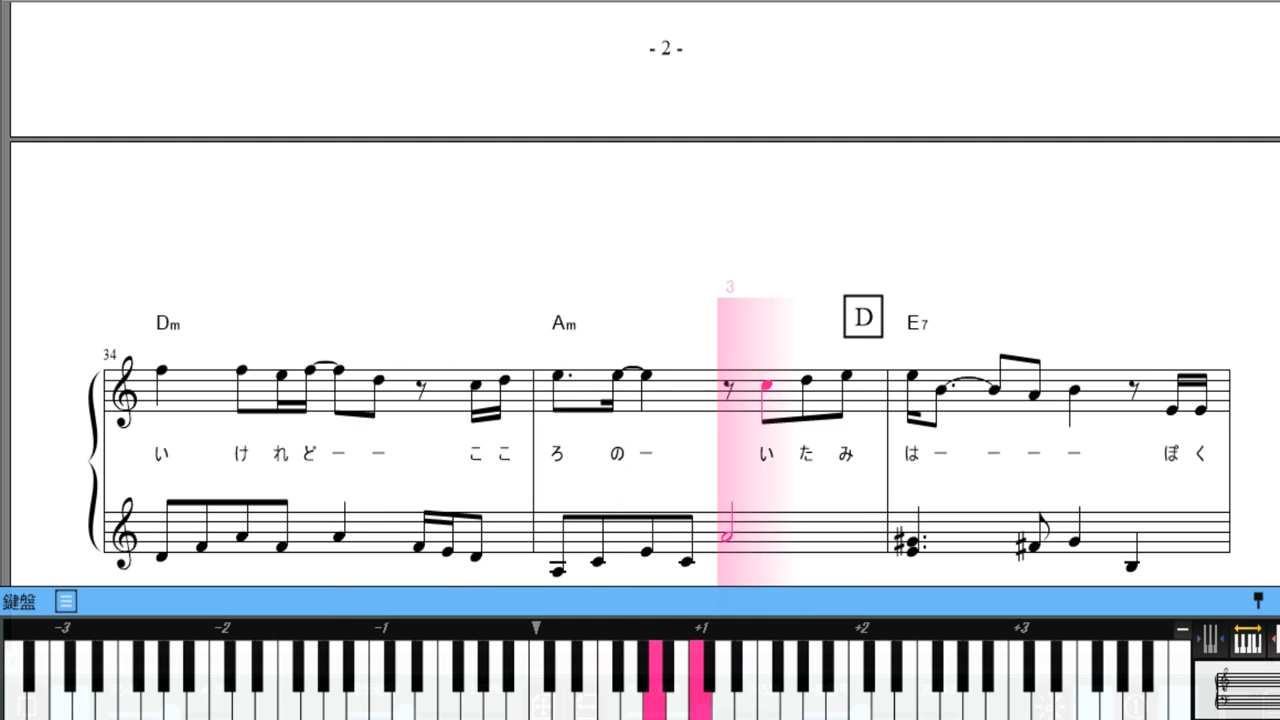 - 2 -
3
Dm Am D E7
34
い け れ ど ー ー こ こ ろ の ー い た み は ー ー ー ー ぽ く
鍵盤
-3 -2 -1 +1 +2 +3